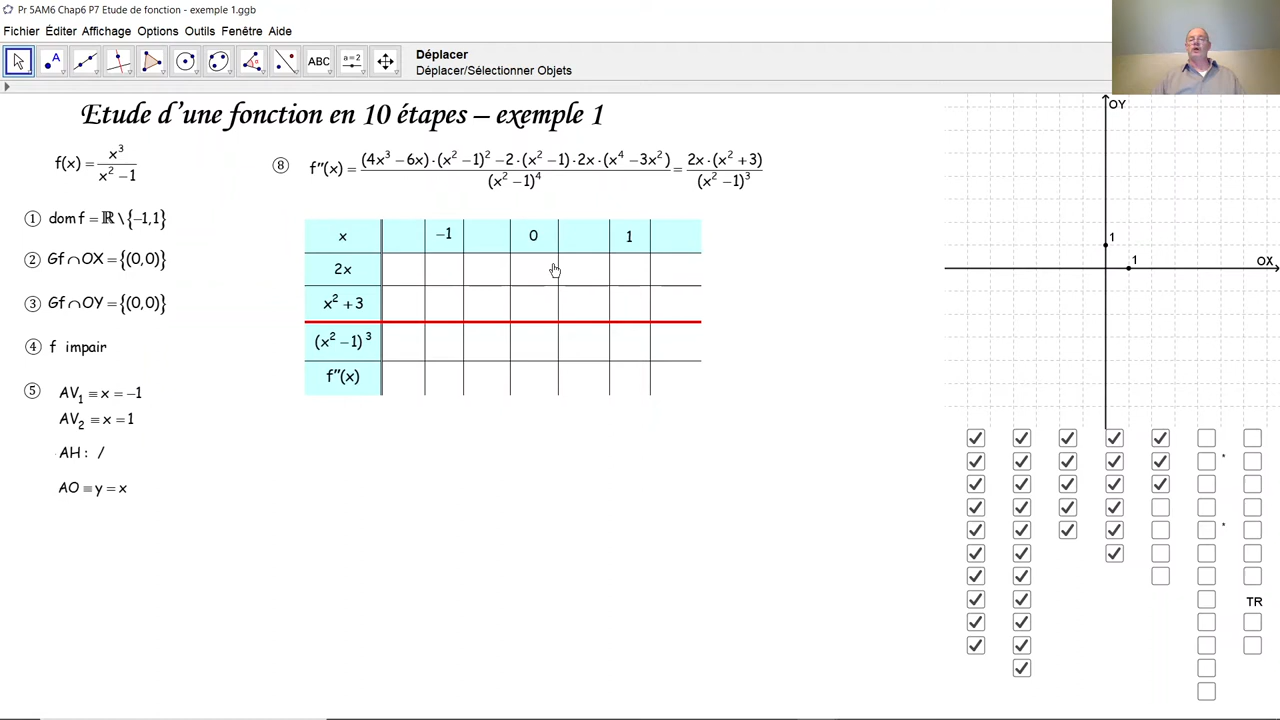 Pr 5AM6 Chap6 P7 Etude de fonction - exemple 1.ggb
Fichier Éditer Affichage Options Outils Fenêtre Aide
A ABC a=2 Déplacer
Déplacer/Sélectionner Objets
Etude d'une fonction en 10 étapes – exemple 1
f(x) = x³ / (x² – 1)
⑧ f''(x) = ((4x³ – 6x)·(x² – 1)² – 2·(x² – 1)·2x·(x⁴ – 3x²)) / (x² – 1)⁴ = (2x·(x² + 3)) / (x² – 1)³
① dom f = ℝ \ {–1,1}
② Gf ∩ OX = {(0,0)}
③ Gf ∩ OY = {(0,0)}
④ f impair
⑤ AV₁ ≡ x = –1
AV₂ ≡ x = 1
AH : /
AO ≡ y = x
x –1 0 1
2x
x² + 3
(x² – 1)³
f''(x)
OY
1
1 OX
*
*
TR